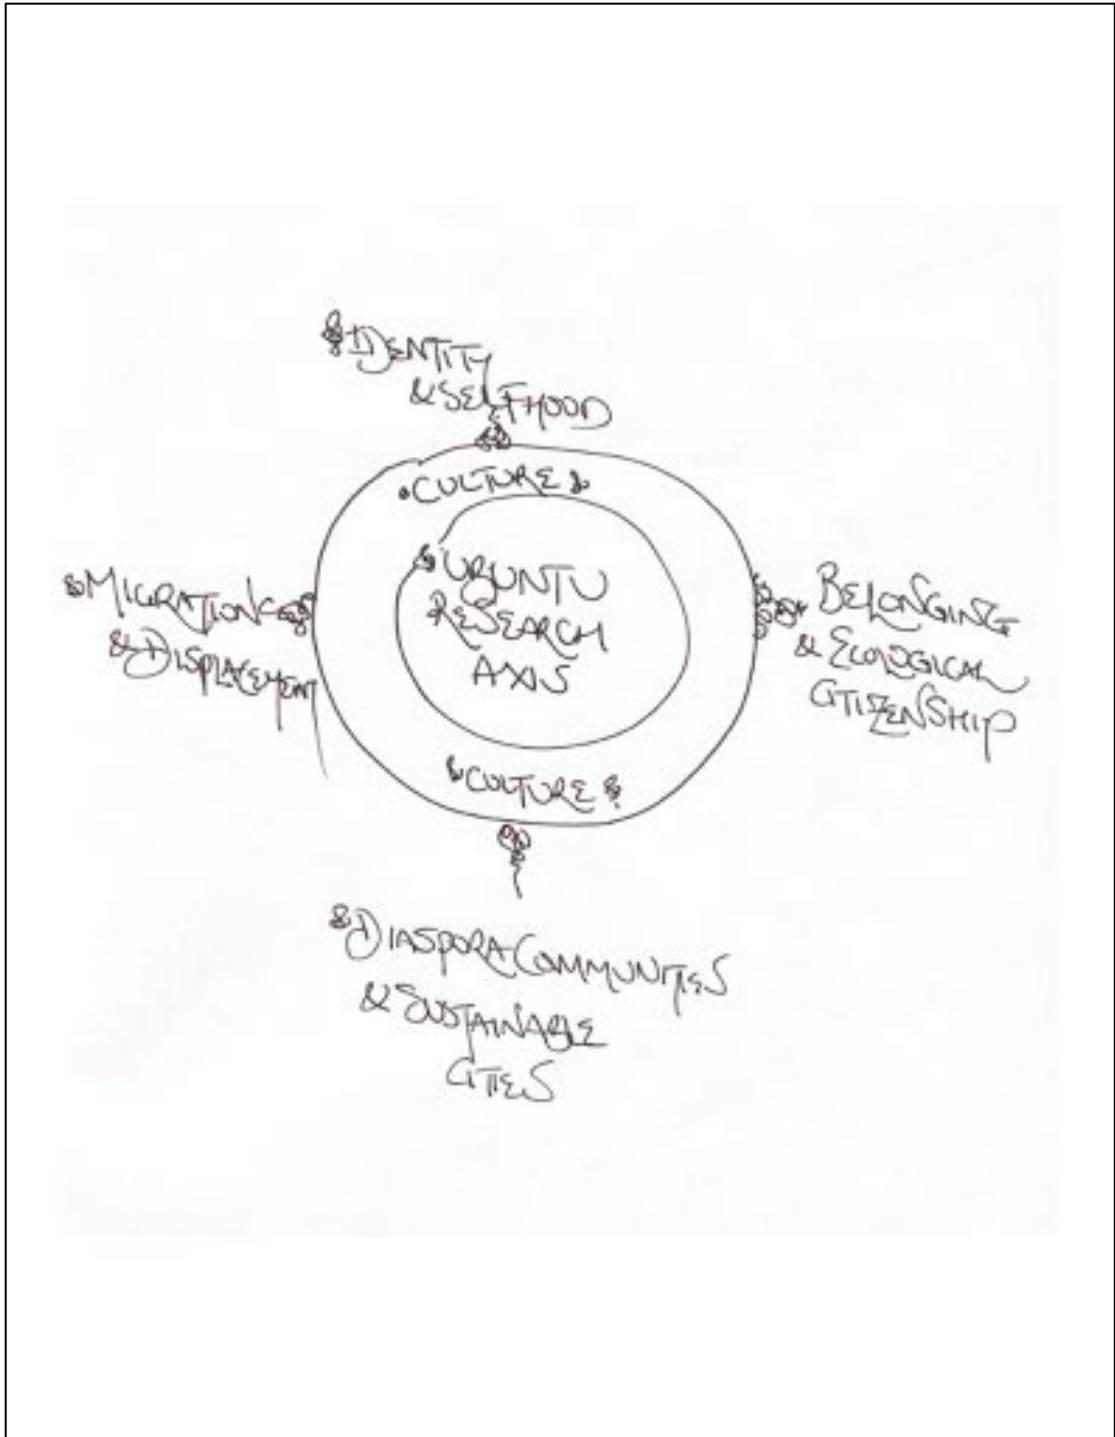 IDENTITY
& SELFHOOD
CULTURE
UBUNTU
RESEARCH
AXIS
MIGRATION
& DISPLACEMENT
BELONGING
& ECOLOGICAL
CITIZENSHIP
CULTURE
DIASPORA COMMUNITIES
& SUSTAINABLE
CITIES